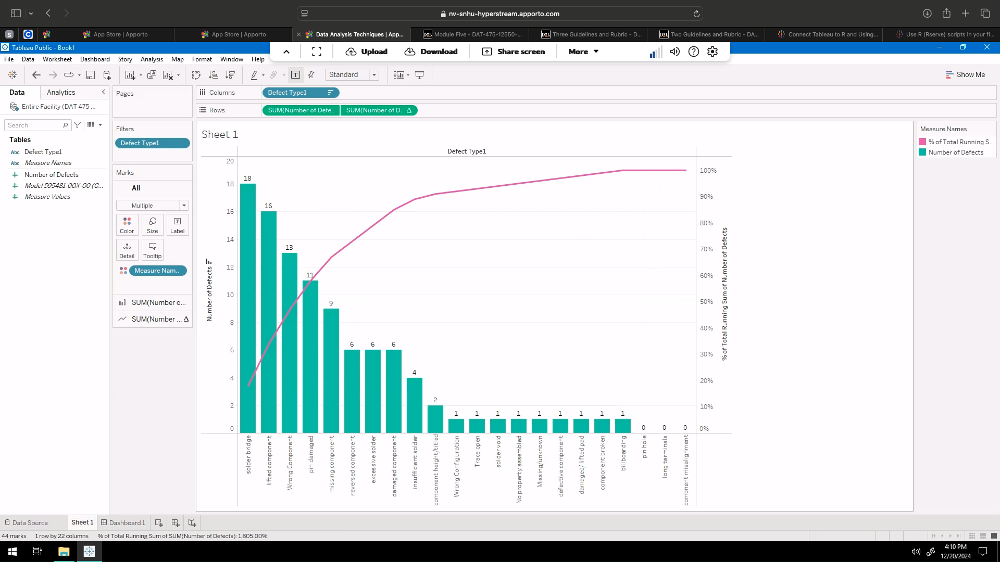 nv-snhu-hyperstream.apporto.com
S
C
App Store | Apporto
App Store | Apporto
Data Analysis Techniques | App...
D2L
Module Five - DAT-475-12550-...
D2L
Three Guidelines and Rubric - D...
D2L
Two Guidelines and Rubric - DA...
Connect Tableau to R and Using...
Use R (Rserve) scripts in your fl...
Tableau Public - Book1
Upload
Download
Share screen
More
File
Data
Worksheet
Dashboard
Story
Analysis
Map
Format
Window
Help
Standard
Show Me
Data
Analytics
Pages
Columns
Defect Type1
Entire Facility (DAT 475 ...
Rows
SUM(Number of Defe..
SUM(Number of D.. Δ
Search
Filters
Defect Type1
Tables
Abc Defect Type1
Abc Measure Names
# Number of Defects
# Model 595481-00X-00 (C...
# Measure Values
Marks
All
Multiple
Color
Size
Label
Detail
Tooltip
Measure Nam..
SUM(Number o...
SUM(Number ... Δ
Sheet 1
Defect Type1
Number of Defects
20
18
16
14
12
10
8
6
4
2
0
18
16
13
11
9
6
6
6
4
2
1
1
1
1
1
1
1
1
1
0
0
0
100%
90%
80%
70%
60%
50%
40%
30%
20%
10%
0%
% of Total Running Sum of Number of Defects
solder bridge
lifted component
Wrong Component
pin damaged
missing component
reversed component
excessive solder
damaged component
insufficient solder
component height/titled
Wrong Configuration
Trace open
solder void
No property assembled
Missing/unknown
defective component
damaged/ lifted pad
component broken
billboarding
pin hole
long terminals
compnent misalignment
Measure Names
% of Total Running S..
Number of Defects
Data Source
Sheet 1
Dashboard 1
44 marks
1 row by 22 columns
% of Total Running Sum of SUM(Number of Defects): 1,805.00%
4:10 PM
12/20/2024